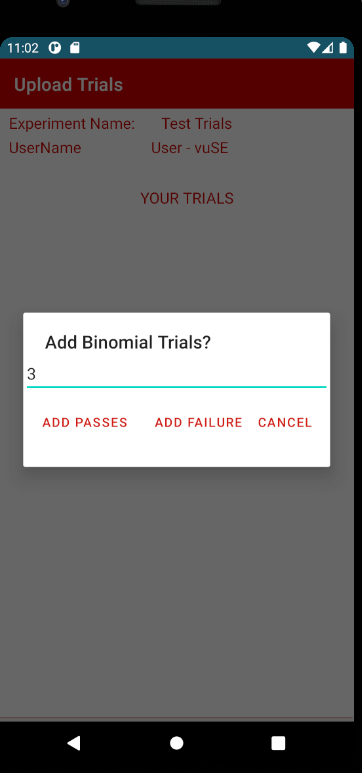 11:02
Upload Trials
Experiment Name: Test Trials
UserName User - vuSE
YOUR TRIALS
Add Binomial Trials?
3
ADD PASSES ADD FAILURE CANCEL